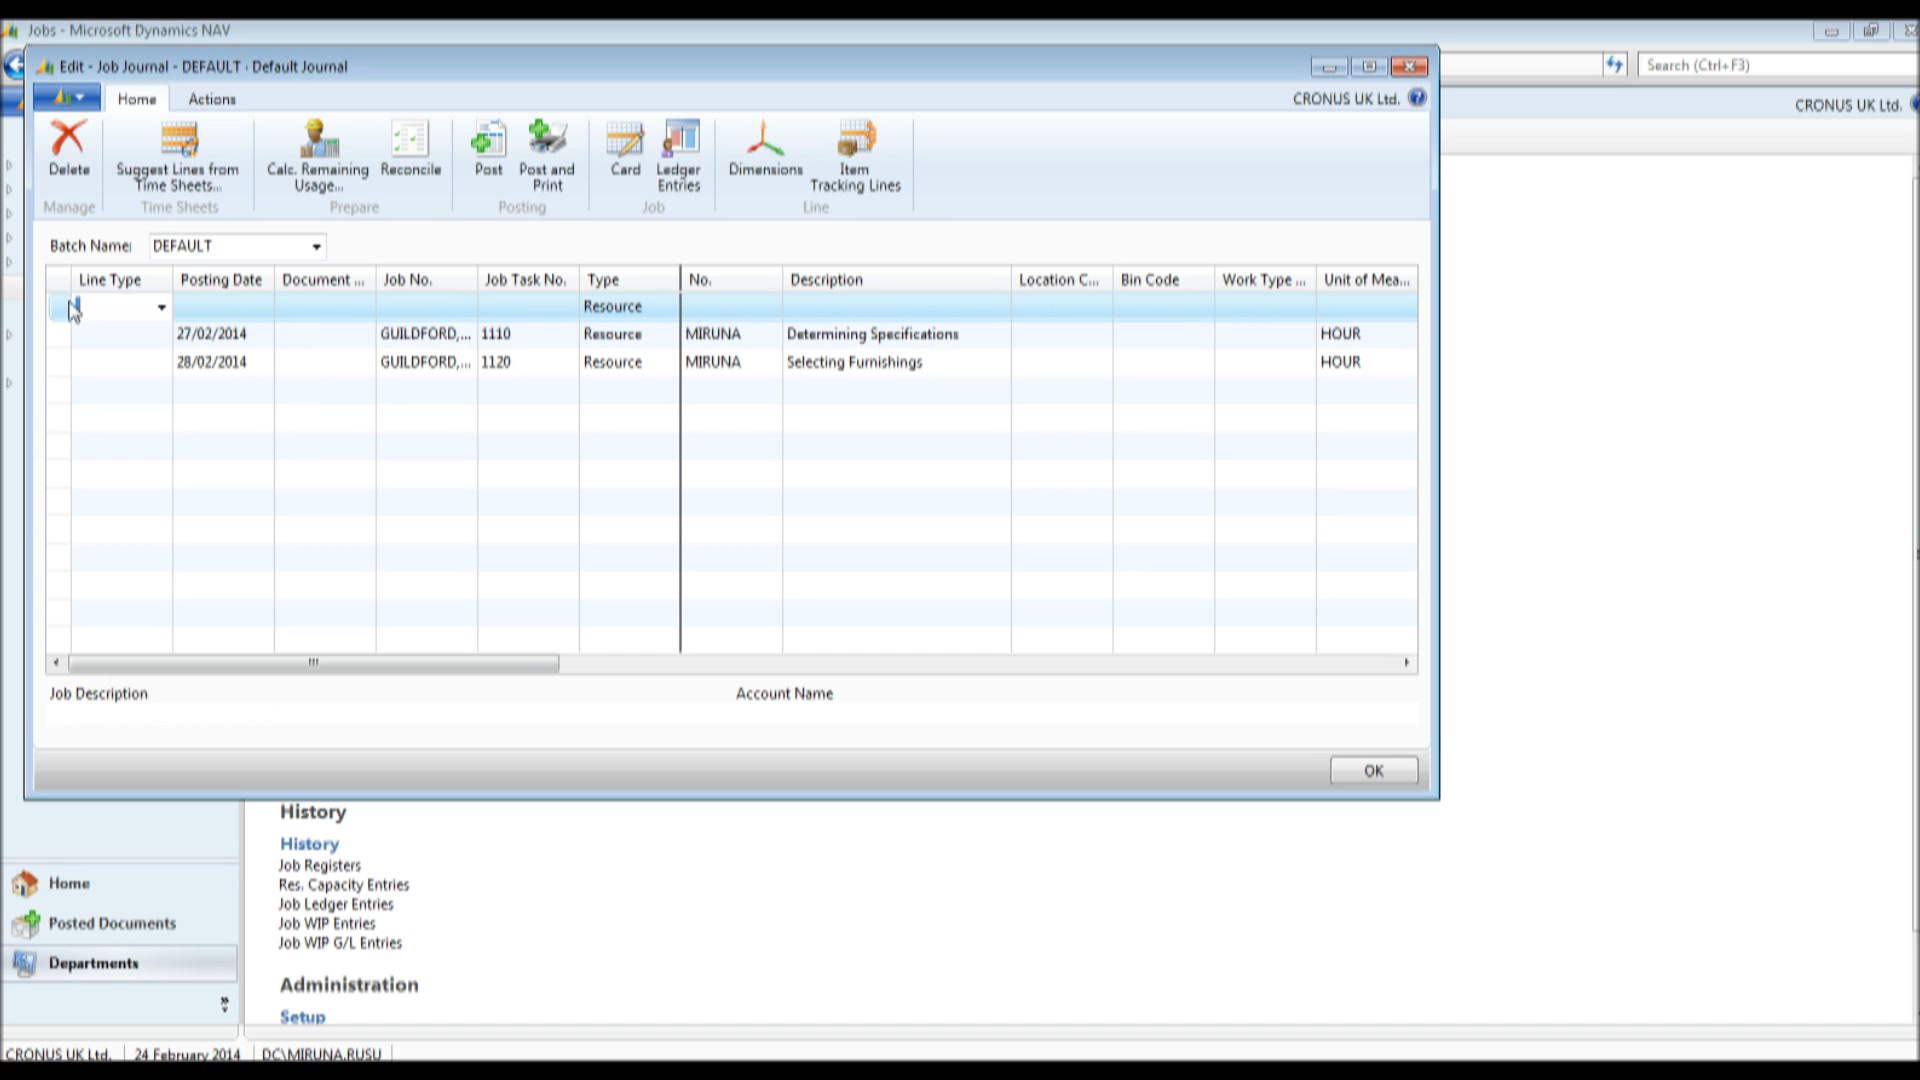 Jobs - Microsoft Dynamics NAV
Edit - Job Journal - DEFAULT · Default Journal
Search (Ctrl+F3)
Home Actions CRONUS UK Ltd.
CRONUS UK Ltd.
Delete Suggest Lines from Time Sheets... Calc. Remaining Usage... Reconcile Post Post and Print Card Ledger Entries Dimensions Item Tracking Lines
Manage Time Sheets Prepare Posting Job Line
Batch Name: DEFAULT
Line Type Posting Date Document ... Job No. Job Task No. Type No. Description Location C... Bin Code Work Type ... Unit of Mea...
Resource
27/02/2014 GUILDFORD,... 1110 Resource MIRUNA Determining Specifications HOUR
28/02/2014 GUILDFORD,... 1120 Resource MIRUNA Selecting Furnishings HOUR
Job Description Account Name
OK
History
History
Job Registers
Res. Capacity Entries
Job Ledger Entries
Job WIP Entries
Job WIP G/L Entries
Administration
Setup
Home
Posted Documents
Departments
CRONUS UK Ltd. 24 February 2014 DC\MIRUNA.RUSU